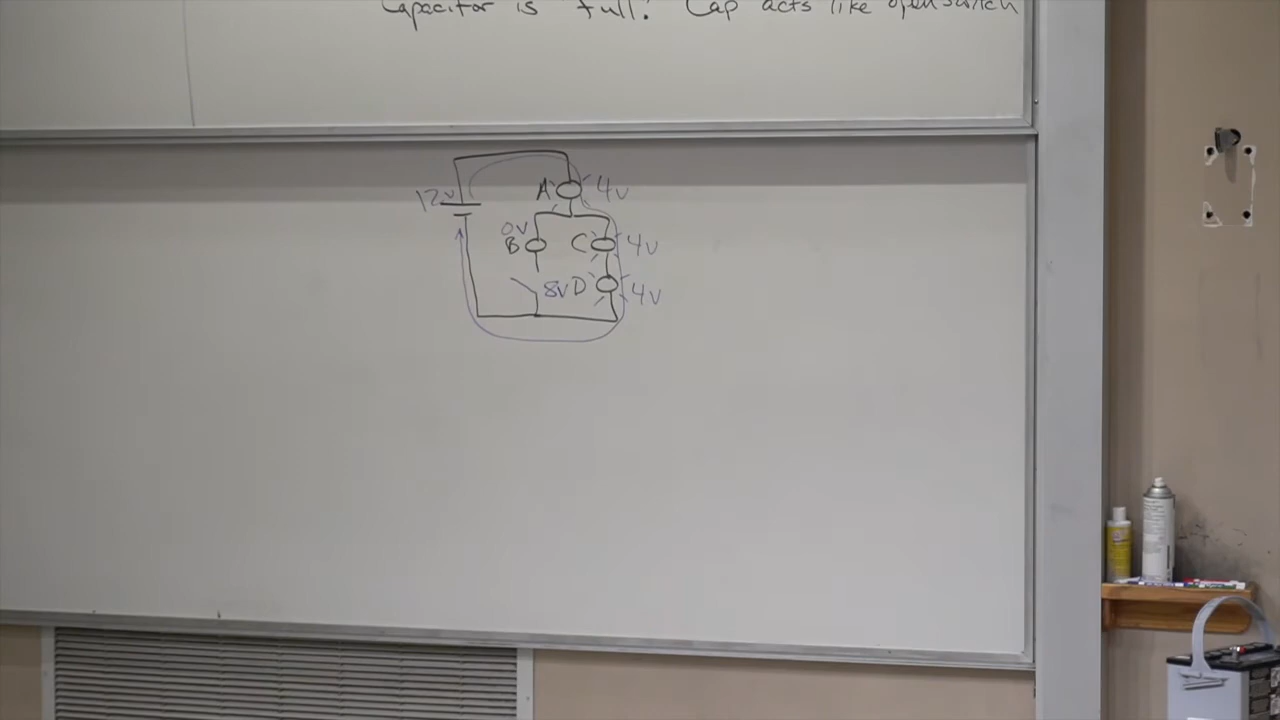 Capacitor is "full". Cap acts like open switch
12v
A 4v
0v
B C 4v
8v D 4v